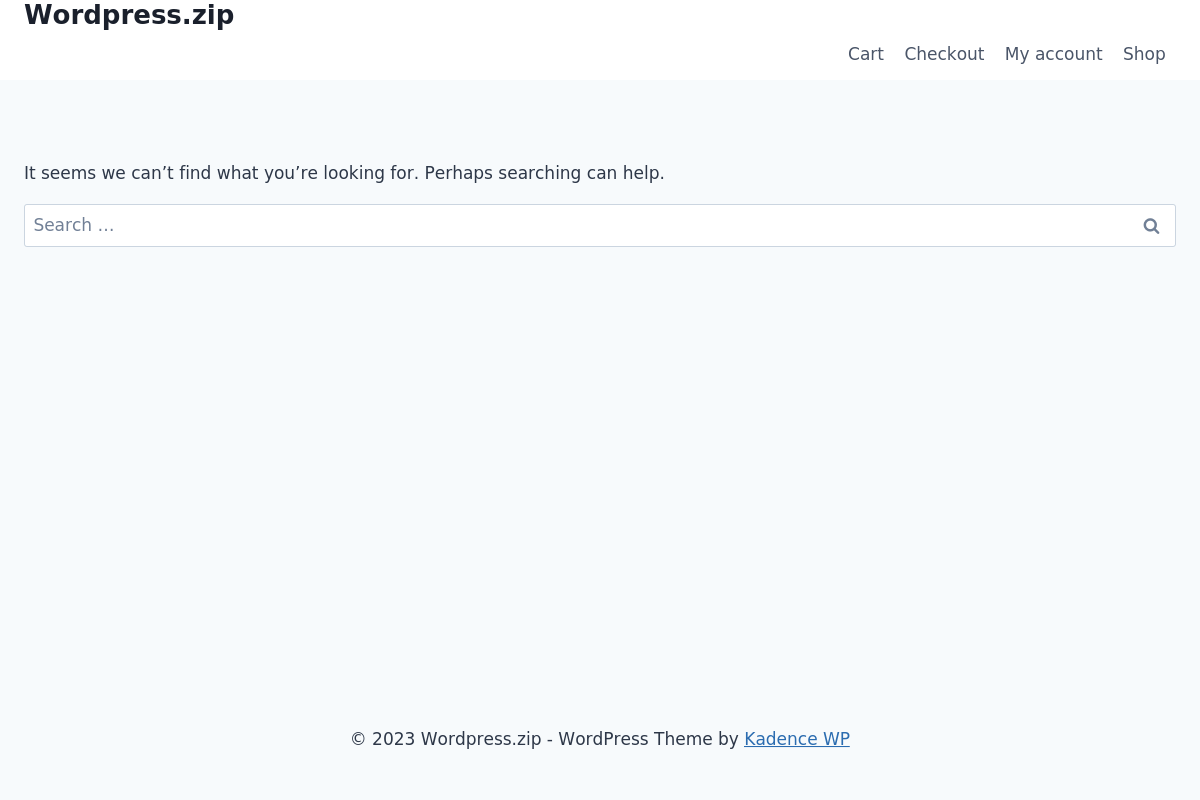 Wordpress.zip
Cart Checkout My account Shop
It seems we can’t find what you’re looking for. Perhaps searching can help.
Search …
© 2023 Wordpress.zip - WordPress Theme by Kadence WP